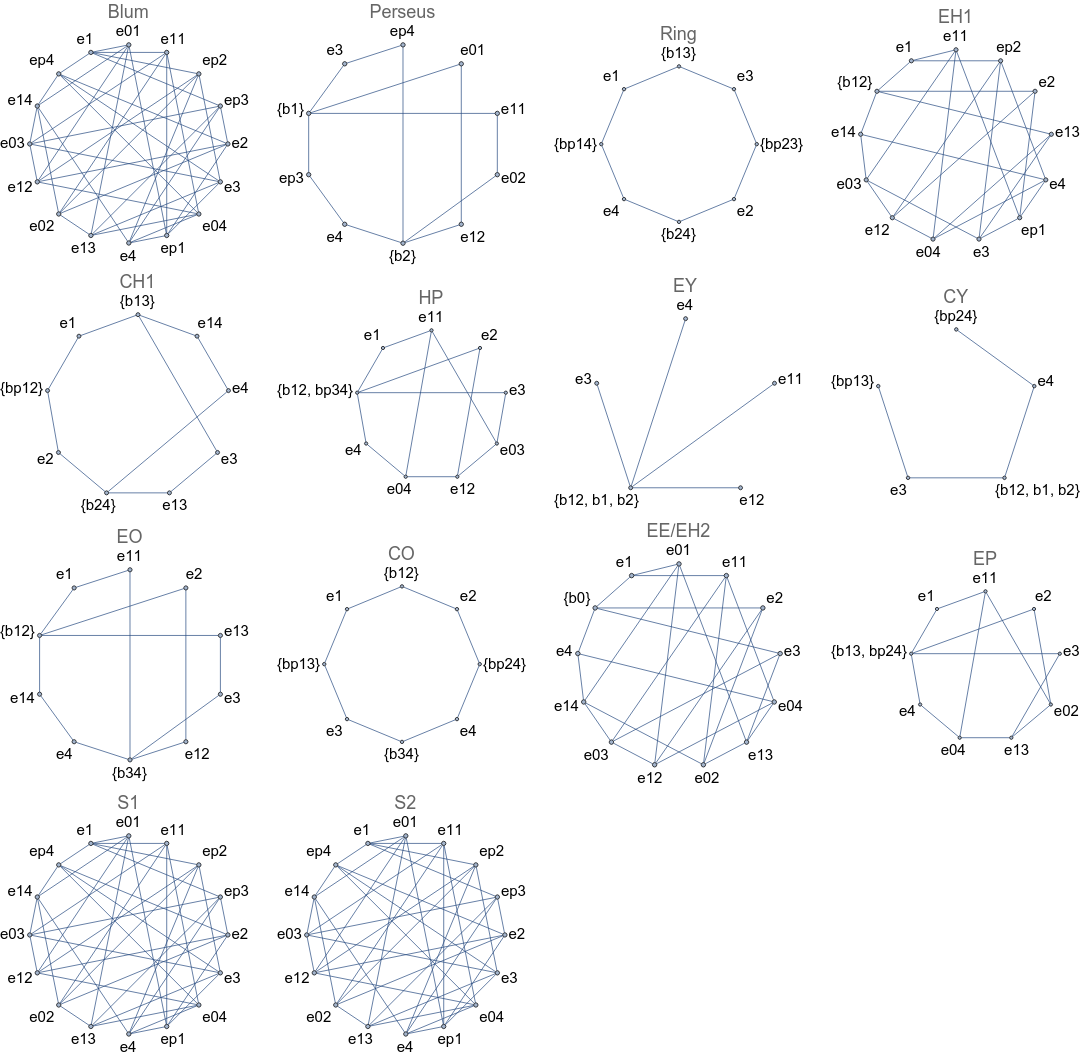 Blum
e01
e1
e11
ep4
ep2
e14
ep3
e03
e2
e12
e3
e02
e04
e13
ep1
e4
Perseus
ep4
e3
e01
{b1}
e11
ep3
e02
e4
e12
{b2}
Ring
{b13}
e1
e3
{bp14}
{bp23}
e4
e2
{b24}
EH1
e11
e1
ep2
{b12}
e2
e14
e13
e03
e4
e12
ep1
e04
e3
CH1
{b13}
e1
e14
{bp12}
e4
e2
e3
{b24}
e13
HP
e11
e1
e2
{b12, bp34}
e3
e4
e03
e04
e12
EY
e4
e3
e11
{b12, b1, b2}
e12
CY
{bp24}
{bp13}
e4
e3
{b12, b1, b2}
EO
e11
e1
e2
{b12}
e13
e14
e3
e4
e12
{b34}
CO
{b12}
e1
e2
{bp13}
{bp24}
e3
e4
{b34}
EE/EH2
e01
e1
e11
{b0}
e2
e4
e3
e14
e04
e03
e13
e12
e02
EP
e11
e1
e2
{b13, bp24}
e3
e4
e02
e04
e13
S1
e01
e1
e11
ep4
ep2
e14
ep3
e03
e2
e12
e3
e02
e04
e13
ep1
e4
S2
e01
e1
e11
ep4
ep2
e14
ep3
e03
e2
e12
e3
e02
e04
e13
ep1
e4